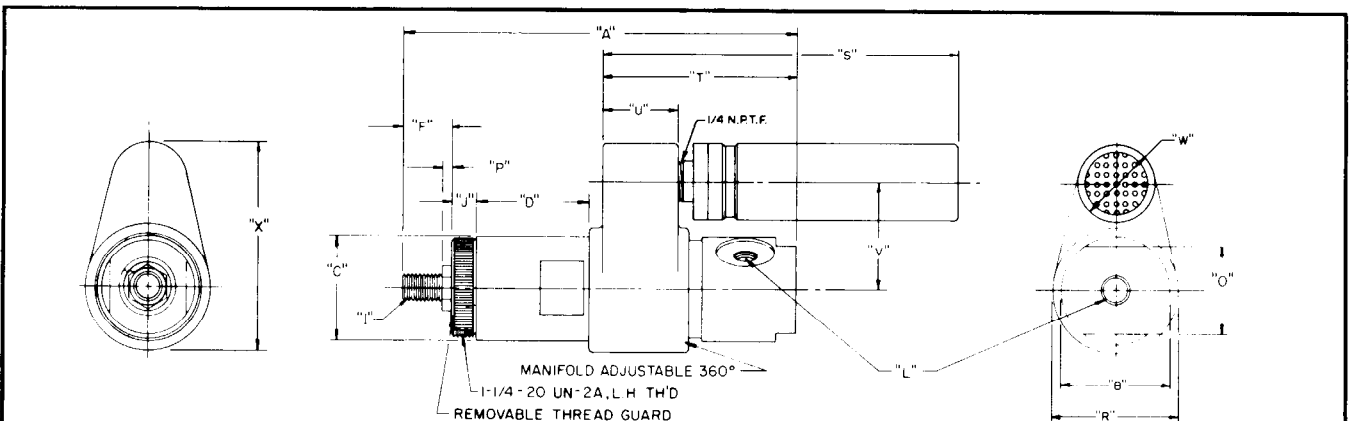 "A"
"S"
"T"
"U"
"F"
1/4 N.P.T.F.
"P"
"W"
"J"
"D"
"X"
"C"
"V"
"O"
"I"
"L"
MANIFOLD ADJUSTABLE 360°
1-1/4-20 UN-2A, L.H TH'D
REMOVABLE THREAD GUARD
"B"
"R"